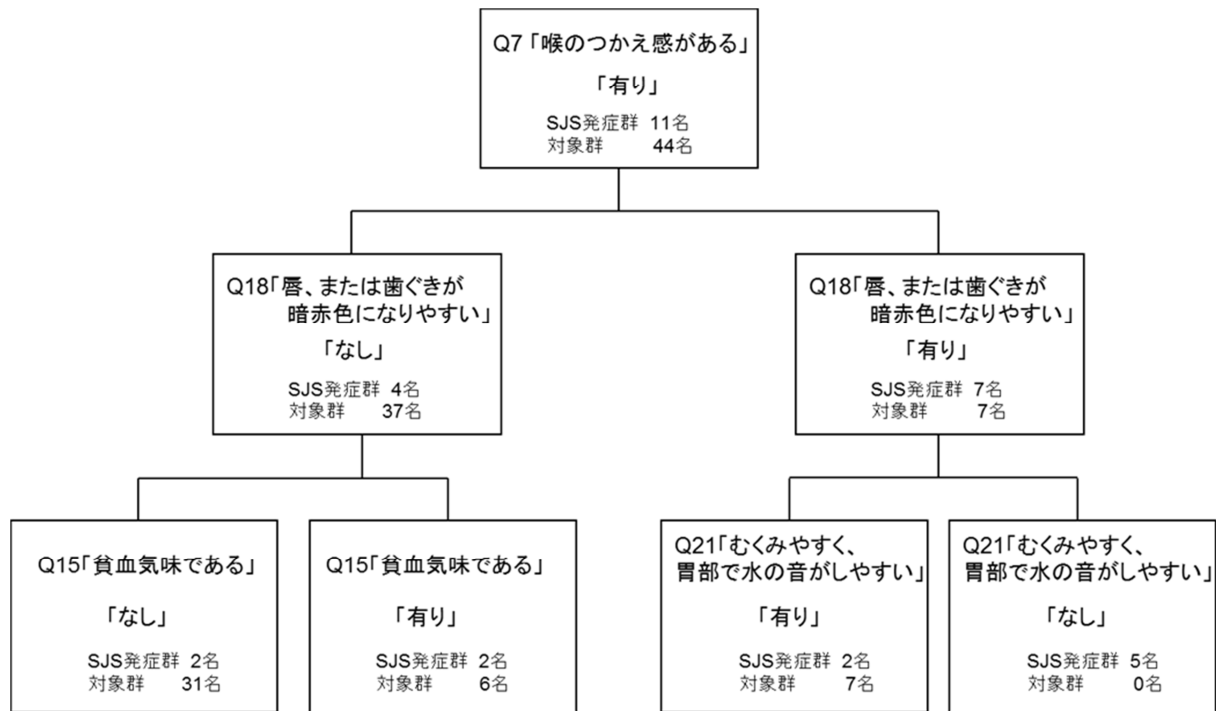 Q7「喉のつかえ感がある」
「有り」
SJS発症群 11名
対象群 44名
Q18「唇、または歯ぐきが
暗赤色になりやすい」
「なし」
SJS発症群 4名
対象群 37名
Q18「唇、または歯ぐきが
暗赤色になりやすい」
「有り」
SJS発症群 7名
対象群 7名
Q15「貧血気味である」
「なし」
SJS発症群 2名
対象群 31名
Q15「貧血気味である」
「有り」
SJS発症群 2名
対象群 6名
Q21「むくみやすく、
胃部で水の音がしやすい」
「有り」
SJS発症群 2名
対象群 7名
Q21「むくみやすく、
胃部で水の音がしやすい」
「なし」
SJS発症群 5名
対象群 0名